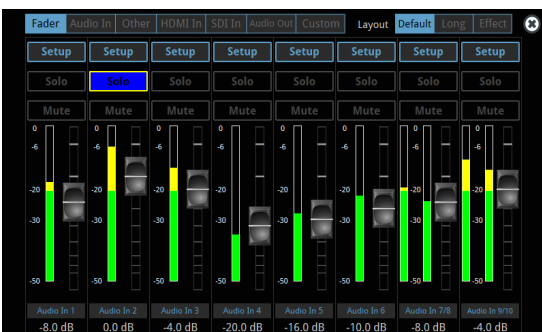 Fader Audio In Other HDMI In SDI In Audio Out Custom Layout Default Long Effect
Setup Setup Setup Setup Setup Setup Setup Setup
Solo Solo Solo Solo Solo Solo Solo Solo
Mute Mute Mute Mute Mute Mute Mute Mute
0 0 0 0 0 0 0 0
-6 -6 -6 -6 -6 -6 -6 -6
-20 -20 -20 -20 -20 -20 -20 -20
-30 -30 -30 -30 -30 -30 -30 -30
-50 -50 -50 -50 -50 -50 -50 -50
Audio In 1 Audio In 2 Audio In 3 Audio In 4 Audio In 5 Audio In 6 Audio In 7/8 Audio In 9/10
-8.0 dB 0.0 dB -4.0 dB -20.0 dB -16.0 dB -10.0 dB -8.0 dB -4.0 dB